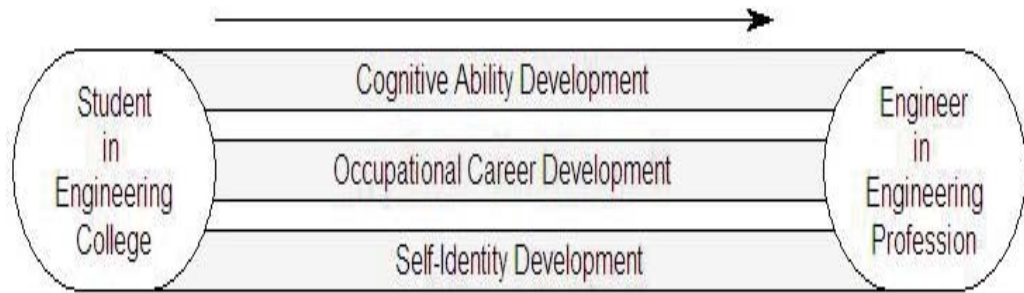 Student
in
Engineering
College
Cognitive Ability Development
Occupational Career Development
Self-Identity Development
Engineer
in
Engineering
Profession